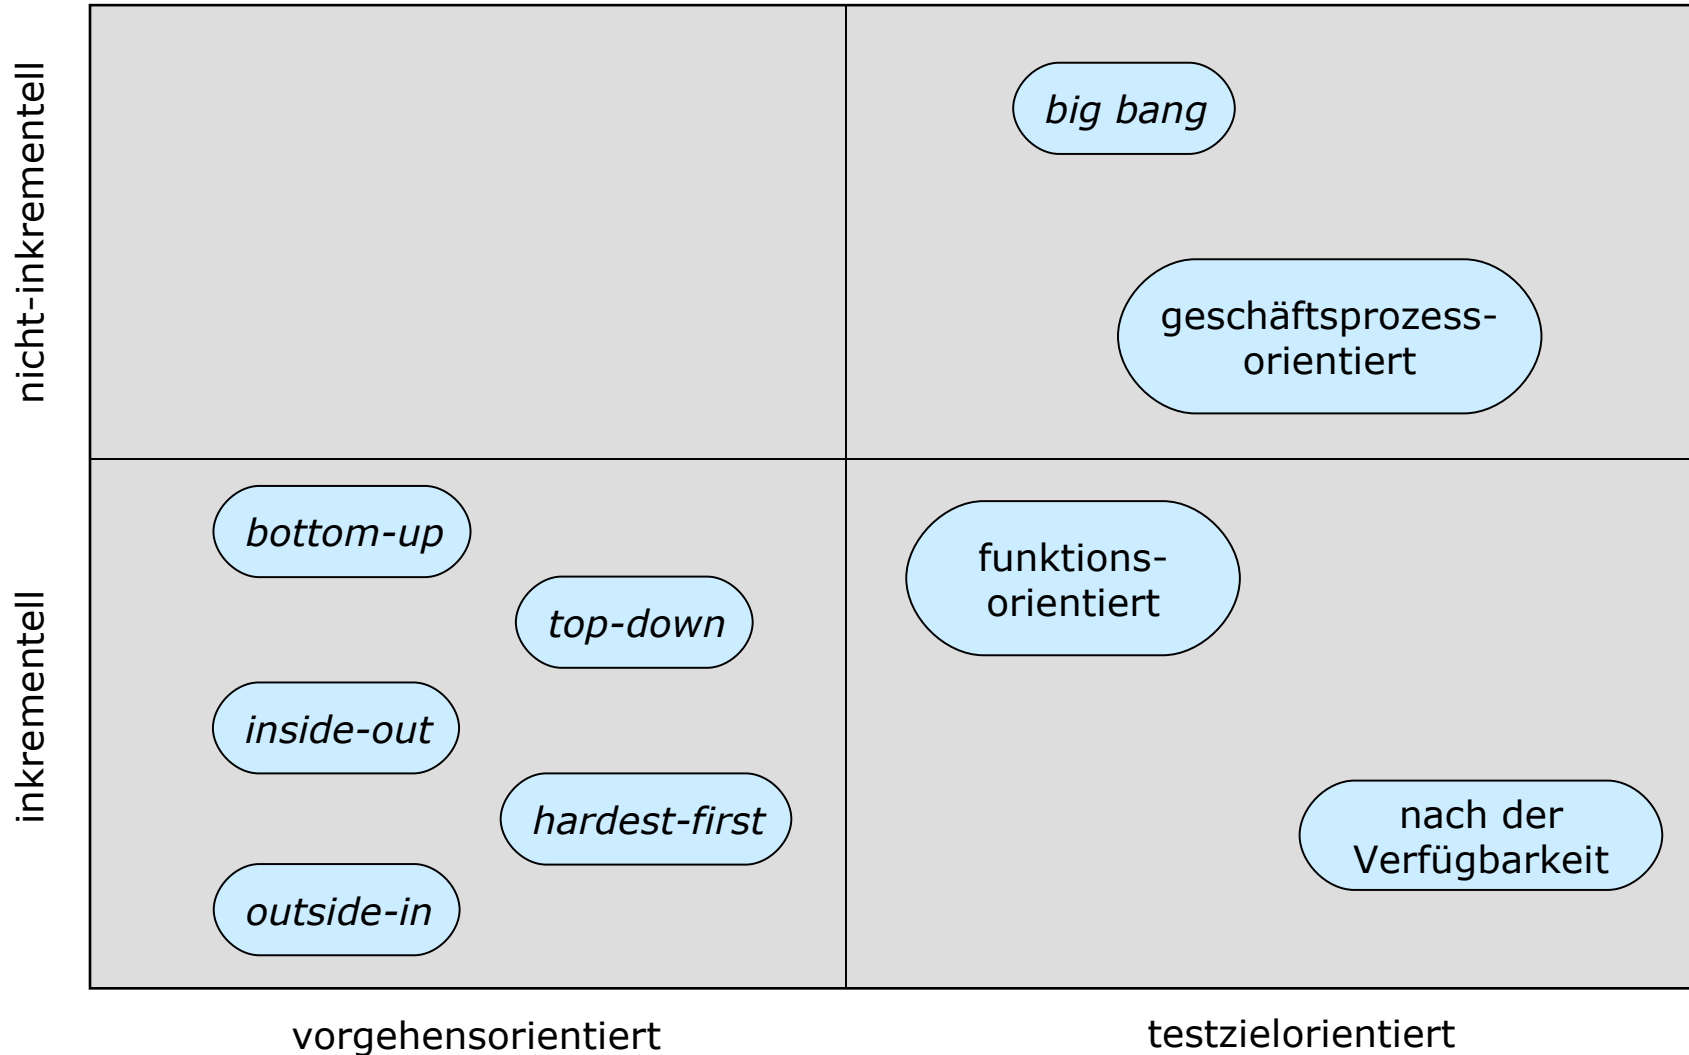 nicht-inkrementell
big bang
geschäftsprozess-
orientiert
inkrementell
bottom-up
top-down
inside-out
hardest-first
outside-in
funktions-
orientiert
nach der
Verfügbarkeit
vorgehensorientiert
testzielorientiert